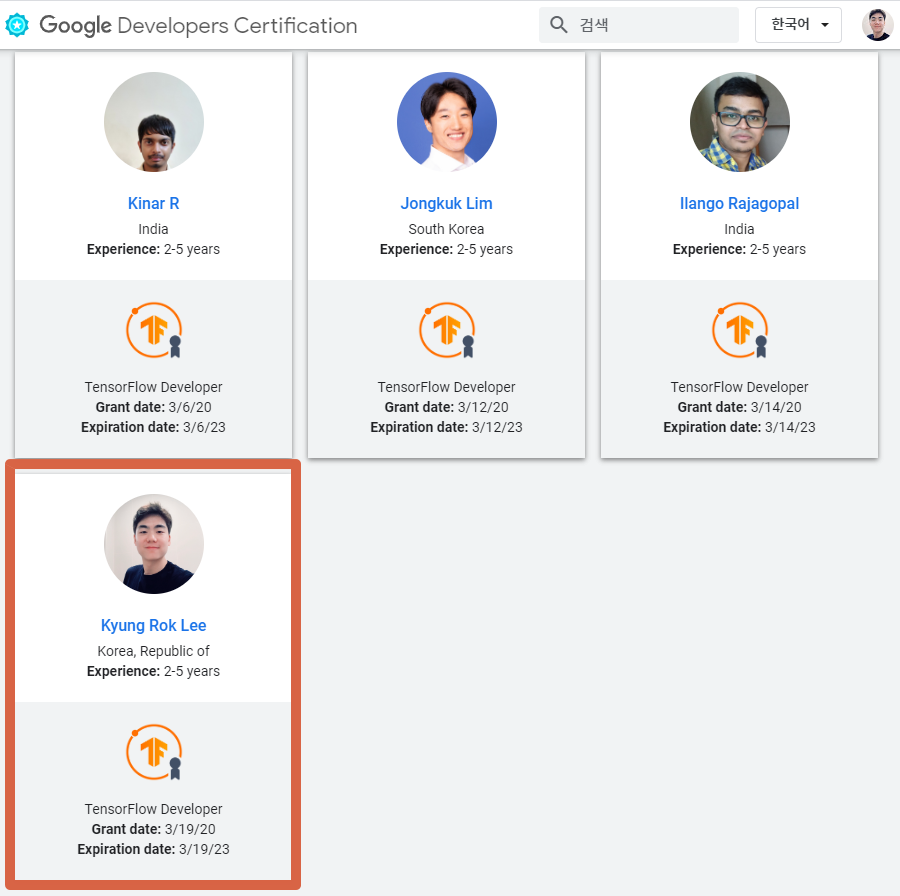 Google Developers Certification
검색
한국어
Kinar R
India
Experience: 2-5 years
TensorFlow Developer
Grant date: 3/6/20
Expiration date: 3/6/23
Jongkuk Lim
South Korea
Experience: 2-5 years
TensorFlow Developer
Grant date: 3/12/20
Expiration date: 3/12/23
Ilango Rajagopal
India
Experience: 2-5 years
TensorFlow Developer
Grant date: 3/14/20
Expiration date: 3/14/23
Kyung Rok Lee
Korea, Republic of
Experience: 2-5 years
TensorFlow Developer
Grant date: 3/19/20
Expiration date: 3/19/23